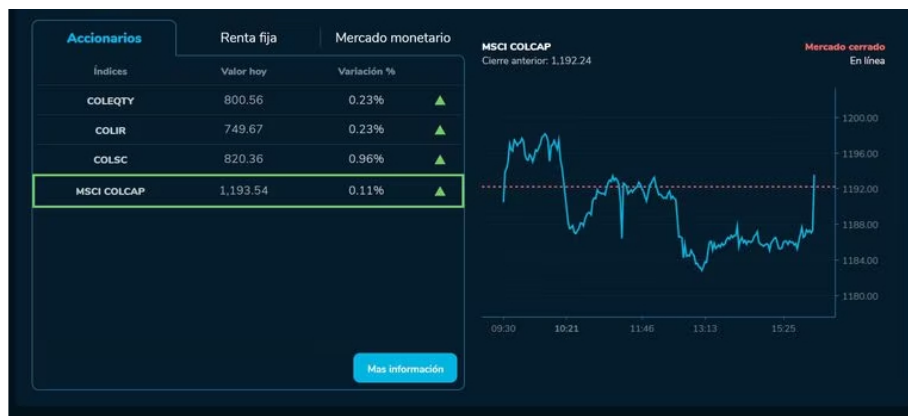 Accionarios Renta fija Mercado monetario
Índices Valor hoy Variación %
COLEQTY 800.56 0.23%
COLIR 749.67 0.23%
COLSC 820.36 0.96%
MSCI COLCAP 1,193.54 0.11%
Mas información
MSCI COLCAP Mercado cerrado
Cierre anterior: 1,192.24 En línea
1200.00
1196.00
1192.00
1188.00
1184.00
1180.00
09:30 10:21 11:46 13:13 15:25